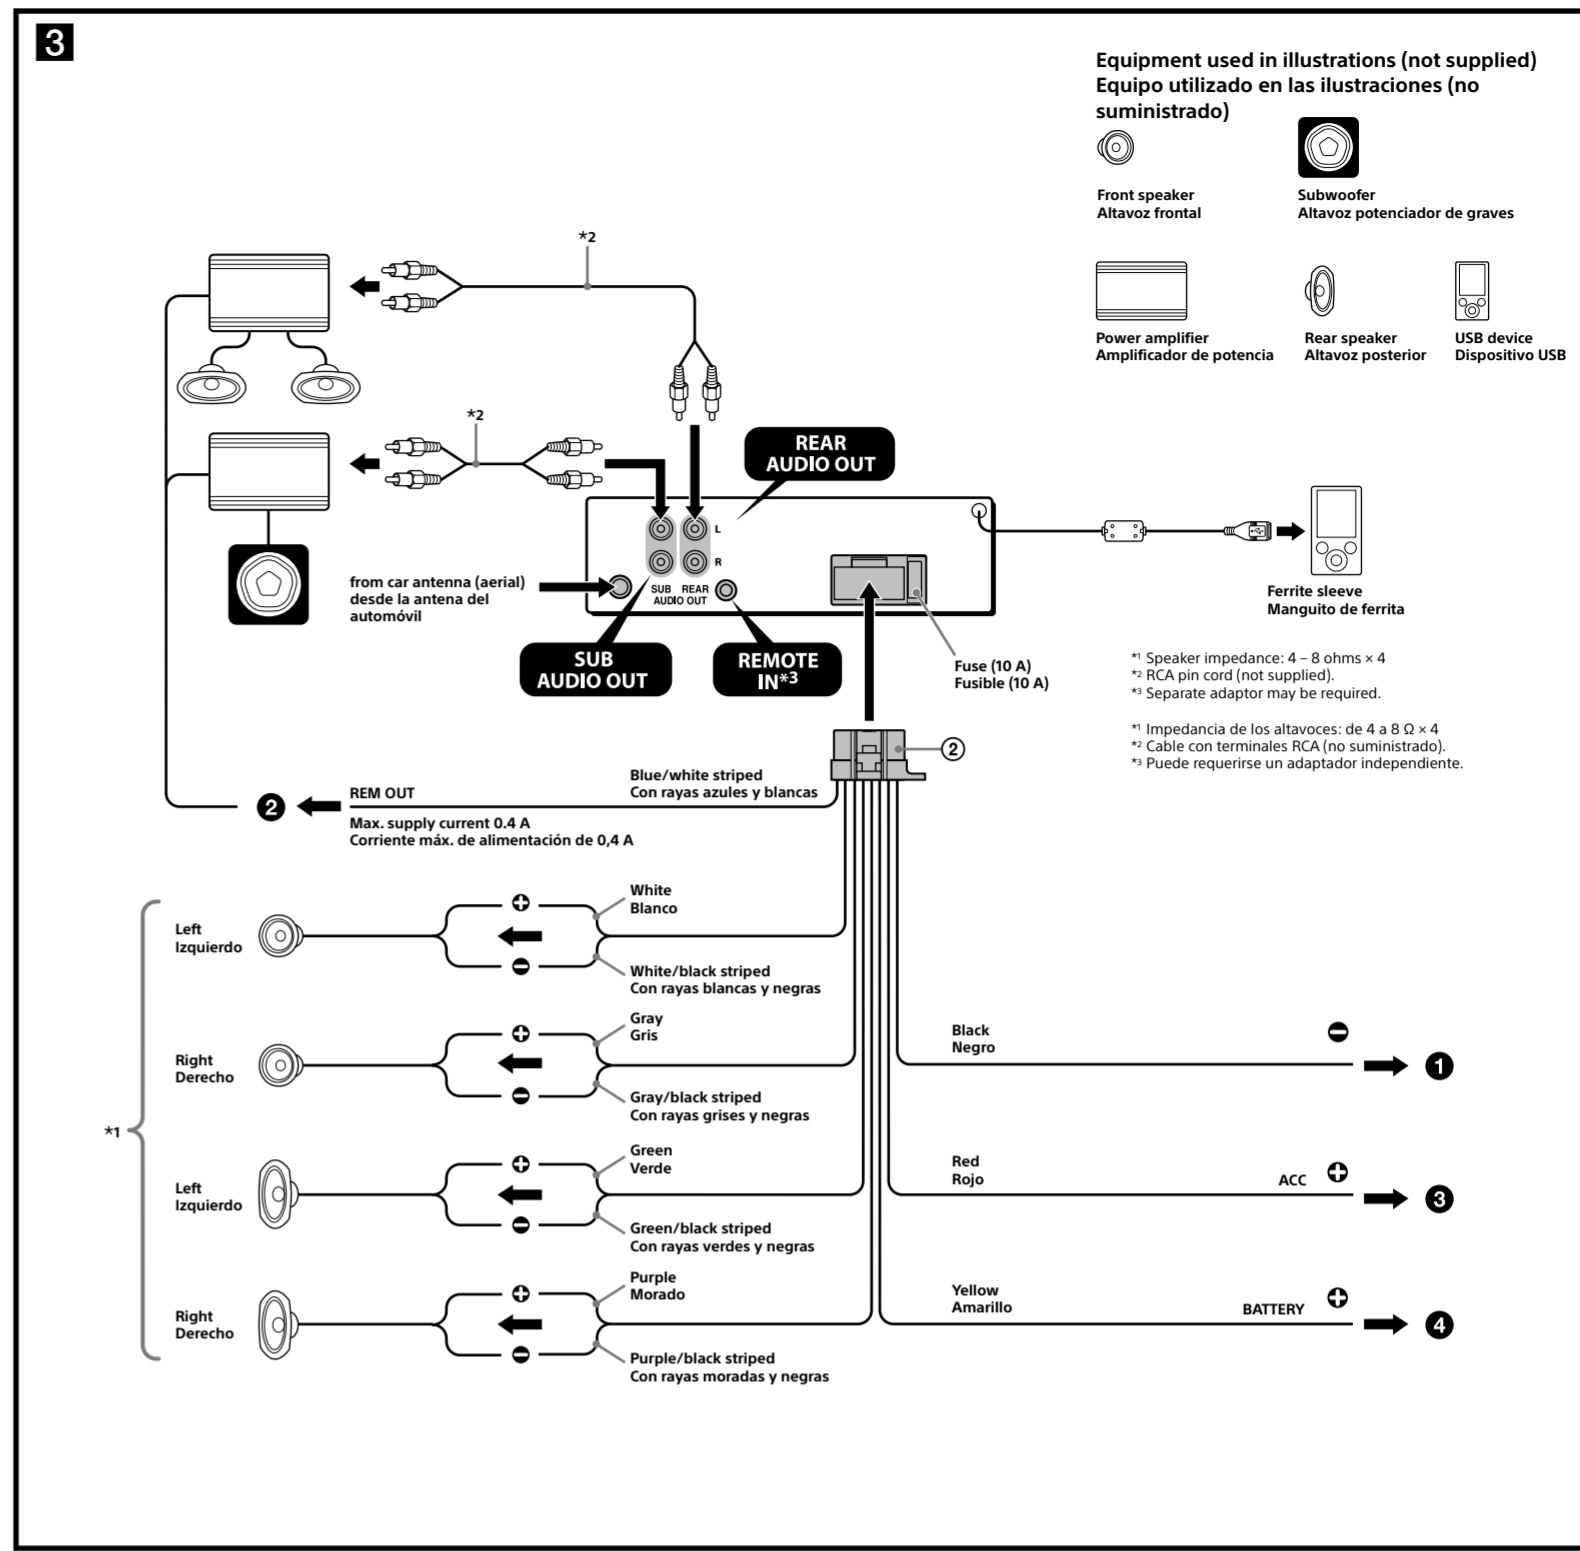 3
Equipment used in illustrations (not supplied)
Equipo utilizado en las ilustraciones (no
suministrado)
Front speaker
Altavoz frontal
Subwoofer
Altavoz potenciador de graves
Power amplifier
Amplificador de potencia
Rear speaker
Altavoz posterior
USB device
Dispositivo USB
*2
*2
REAR
AUDIO OUT
L
R
SUB REAR
AUDIO OUT
from car antenna (aerial)
desde la antena del
automóvil
SUB
AUDIO OUT
REMOTE
IN*3
Fuse (10 A)
Fusible (10 A)
Ferrite sleeve
Manguito de ferrita
*1 Speaker impedance: 4 – 8 ohms × 4
*2 RCA pin cord (not supplied).
*3 Separate adaptor may be required.
*1 Impedancia de los altavoces: de 4 a 8 Ω × 4
*2 Cable con terminales RCA (no suministrado).
*3 Puede requerirse un adaptador independiente.
②
❷
REM OUT
Blue/white striped
Con rayas azules y blancas
Max. supply current 0.4 A
Corriente máx. de alimentación de 0,4 A
*1
Left
Izquierdo
+
−
White
Blanco
White/black striped
Con rayas blancas y negras
Right
Derecho
+
−
Gray
Gris
Gray/black striped
Con rayas grises y negras
Left
Izquierdo
+
−
Green
Verde
Green/black striped
Con rayas verdes y negras
Right
Derecho
+
−
Purple
Morado
Purple/black striped
Con rayas moradas y negras
Black
Negro
−
❶
Red
Rojo
ACC +
❸
Yellow
Amarillo
BATTERY +
❹